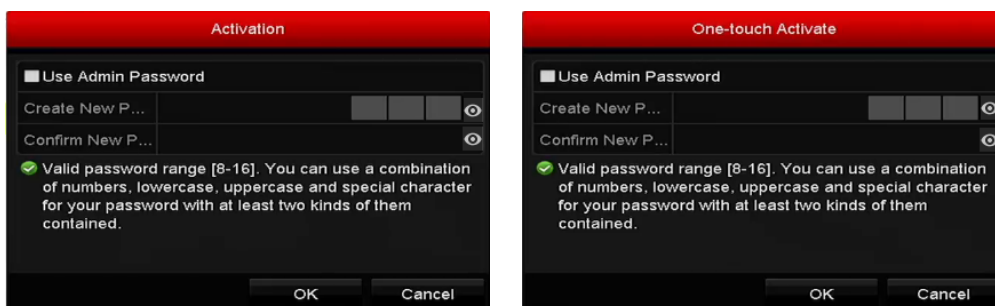 Activation
Use Admin Password
Create New P...
Confirm New P...
Valid password range [8-16]. You can use a combination
of numbers, lowercase, uppercase and special character
for your password with at least two kinds of them
contained.
OK Cancel
One-touch Activate
Use Admin Password
Create New P...
Confirm New P...
Valid password range [8-16]. You can use a combination
of numbers, lowercase, uppercase and special character
for your password with at least two kinds of them
contained.
OK Cancel